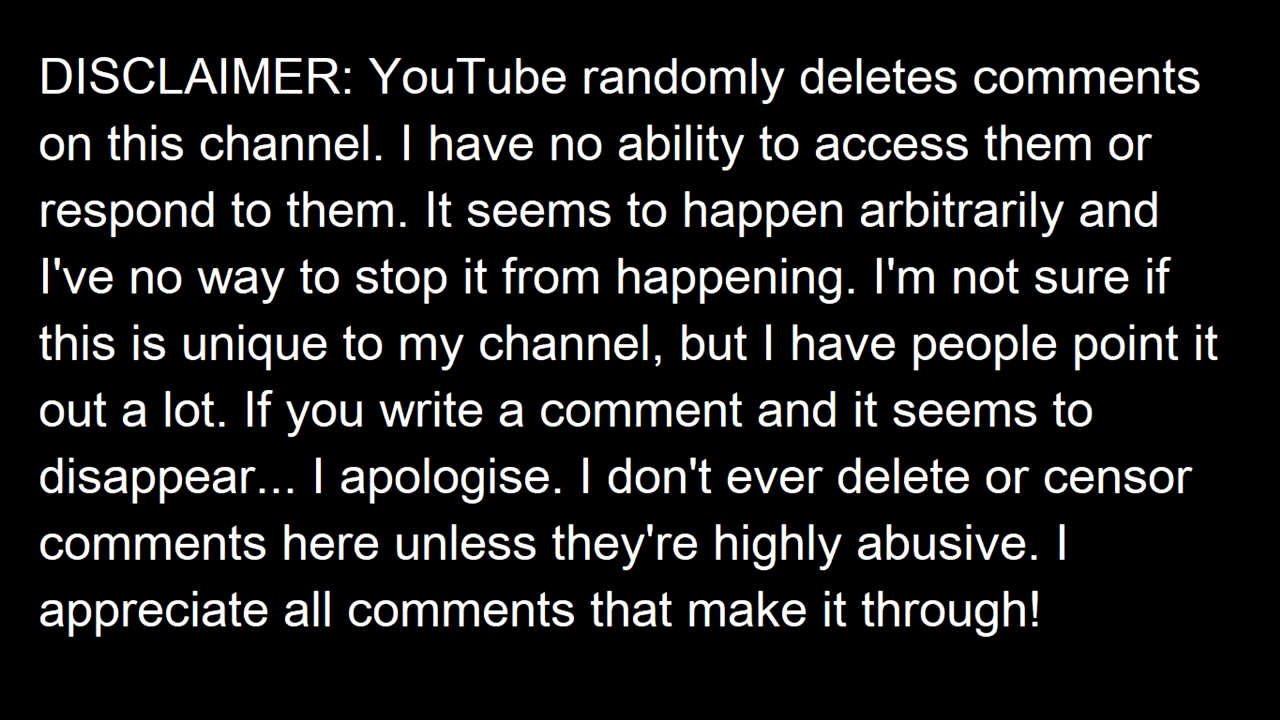 DISCLAIMER: YouTube randomly deletes comments
on this channel. I have no ability to access them or
respond to them. It seems to happen arbitrarily and
I've no way to stop it from happening. I'm not sure if
this is unique to my channel, but I have people point it
out a lot. If you write a comment and it seems to
disappear... I apologise. I don't ever delete or censor
comments here unless they're highly abusive. I
appreciate all comments that make it through!